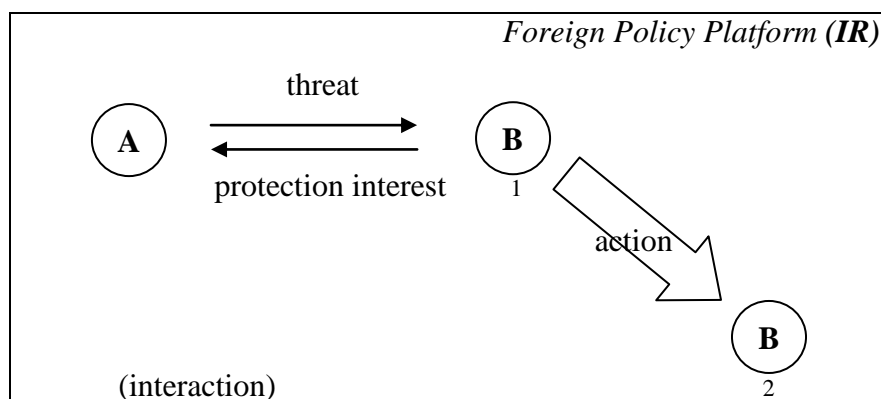 Foreign Policy Platform (IR)
threat
A
B
protection interest
1
action
B
(interaction)
2